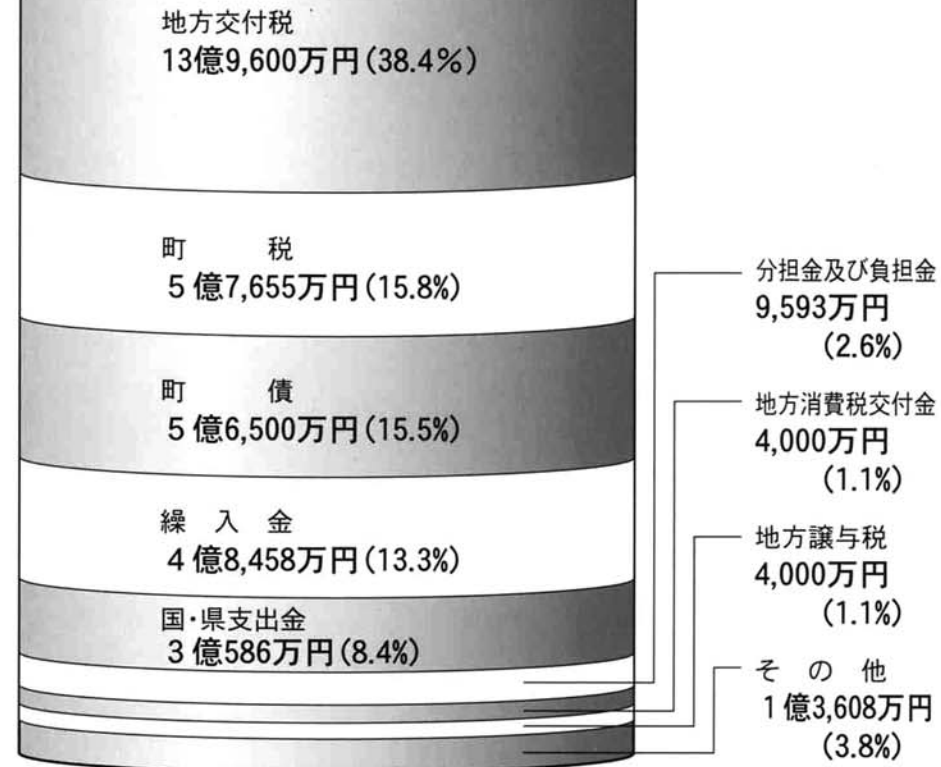 地方交付税
13億9,600万円(38.4%)
町　　　税
5億7,655万円(15.8%)
町　　　債
5億6,500万円(15.5%)
繰　入　金
4億8,458万円(13.3%)
国・県支出金
3億586万円(8.4%)
分担金及び負担金
9,593万円
(2.6%)
地方消費税交付金
4,000万円
(1.1%)
地方譲与税
4,000万円
(1.1%)
そ　の　他
1億3,608万円
(3.8%)